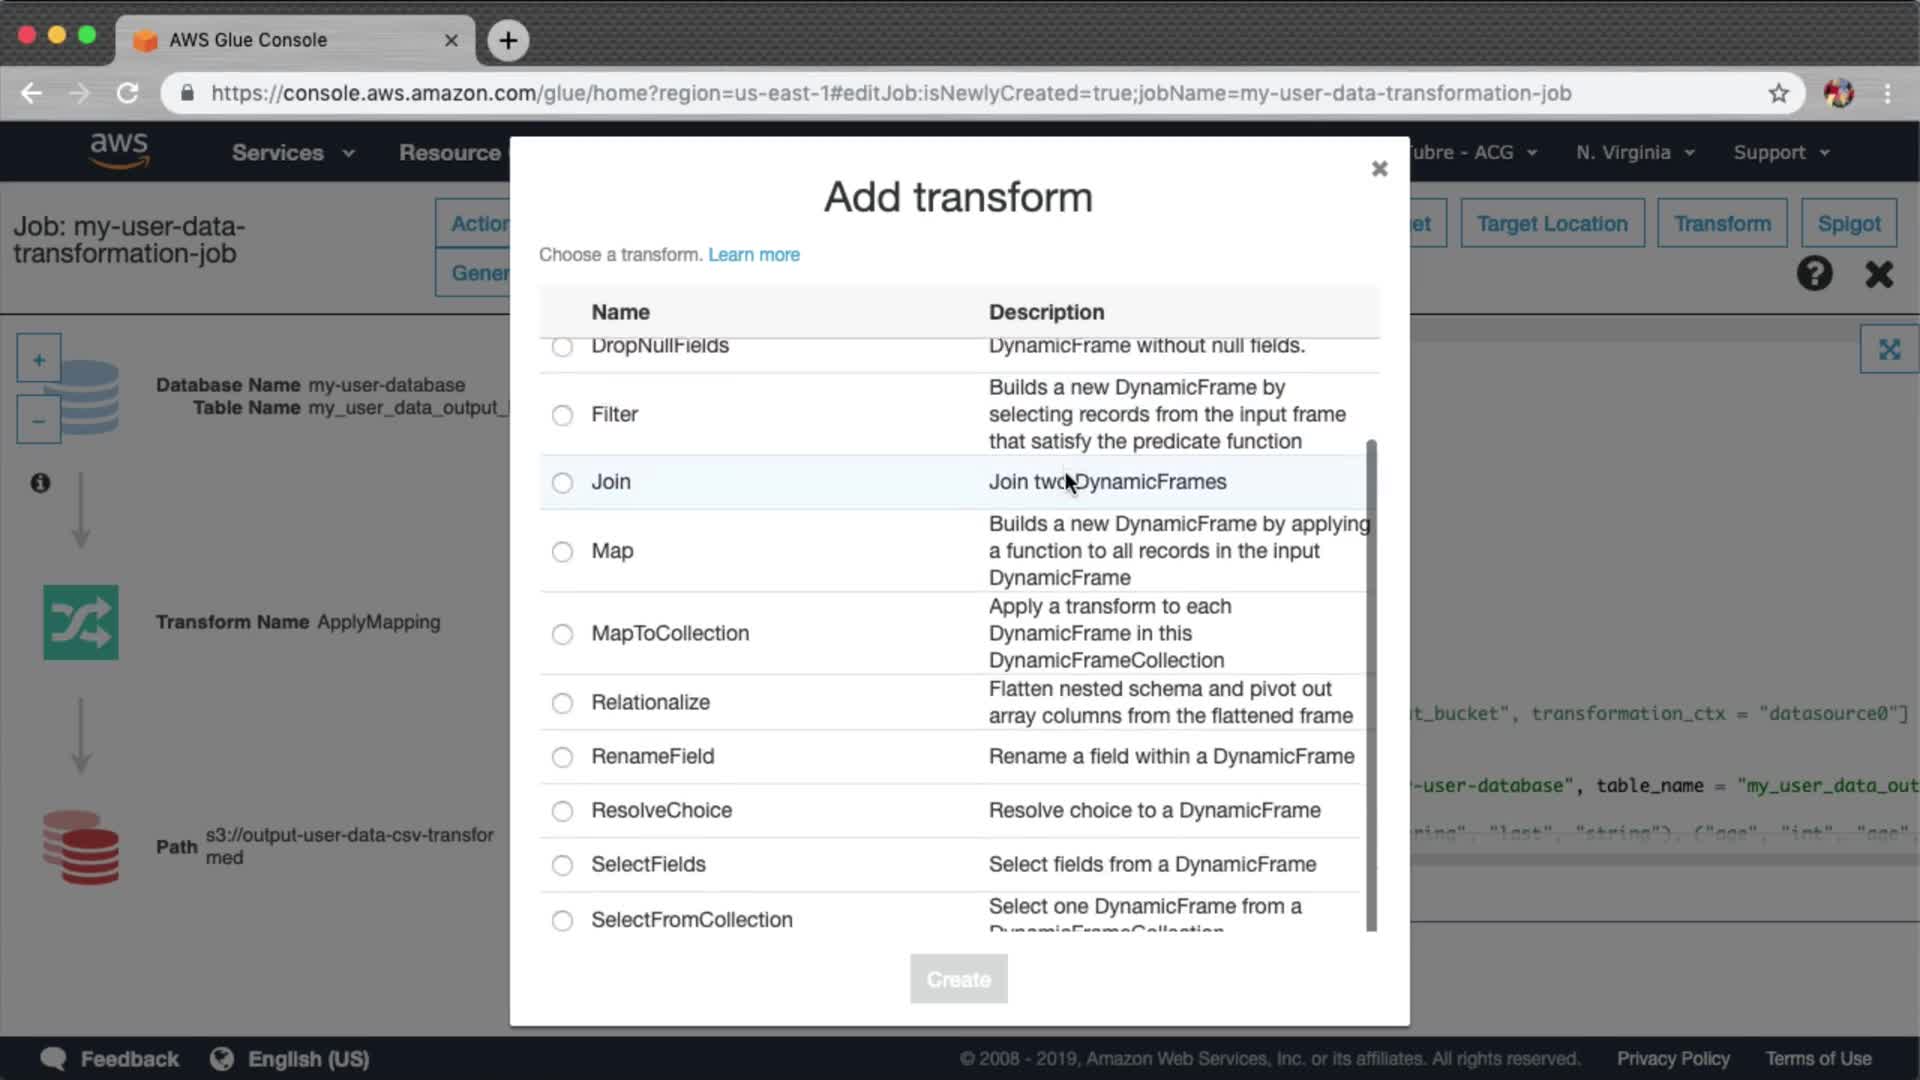 AWS Glue Console
https://console.aws.amazon.com/glue/home?region=us-east-1#editJob:isNewlyCreated=true;jobName=my-user-data-transformation-job
aws
Services
Resource
ubre - ACG
N. Virginia
Support
Add transform
Choose a transform. Learn more
Job: my-user-data-
transformation-job
Action
Gener
et
Target Location
Transform
Spigot
Name Description
DropNullFields DynamicFrame without null fields.
Filter
Builds a new DynamicFrame by
selecting records from the input frame
that satisfy the predicate function
Join Join two DynamicFrames
Map
Builds a new DynamicFrame by applying
a function to all records in the input
DynamicFrame
MapToCollection
Apply a transform to each
DynamicFrame in this
DynamicFrameCollection
Relationalize
Flatten nested schema and pivot out
array columns from the flattened frame
RenameField Rename a field within a DynamicFrame
ResolveChoice Resolve choice to a DynamicFrame
SelectFields Select fields from a DynamicFrame
SelectFromCollection
Select one DynamicFrame from a
DynamicFrameCollection
Create
Database Name my-user-database
Table Name my_user_data_output_
Transform Name ApplyMapping
Path s3://output-user-data-csv-transfor
med
t_bucket", transformation_ctx = "datasource0"]
-user-database", table_name = "my_user_data_out
ring", "last", "string"), ("age", "int", "age",
Feedback
English (US)
© 2008 - 2019, Amazon Web Services, Inc. or its affiliates. All rights reserved.
Privacy Policy
Terms of Use